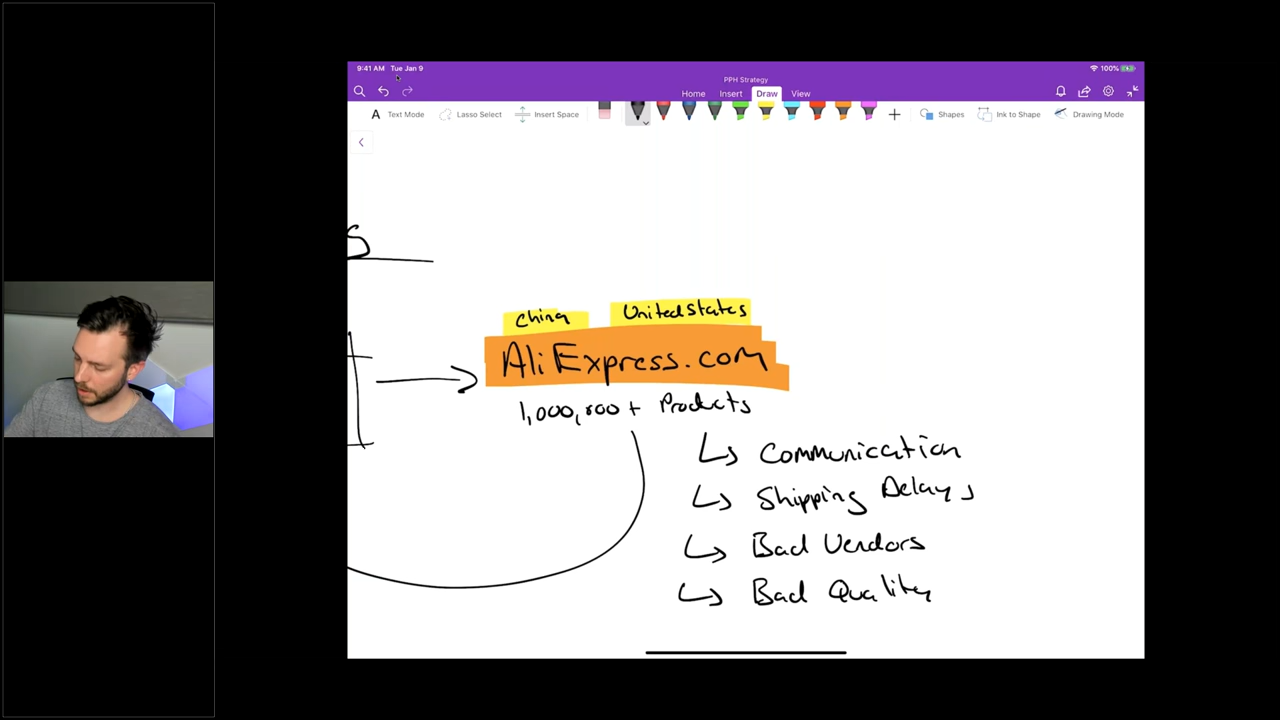 9:41 AM Tue Jan 9
100%
PPH Strategy
Home Insert Draw View
Text Mode Lasso Select Insert Space Shapes Ink to Shape Drawing Mode
China United States
AliExpress.com
1,000,000+ Products
↳ Communication
↳ Shipping Delays
↳ Bad Vendors
↳ Bad Quality